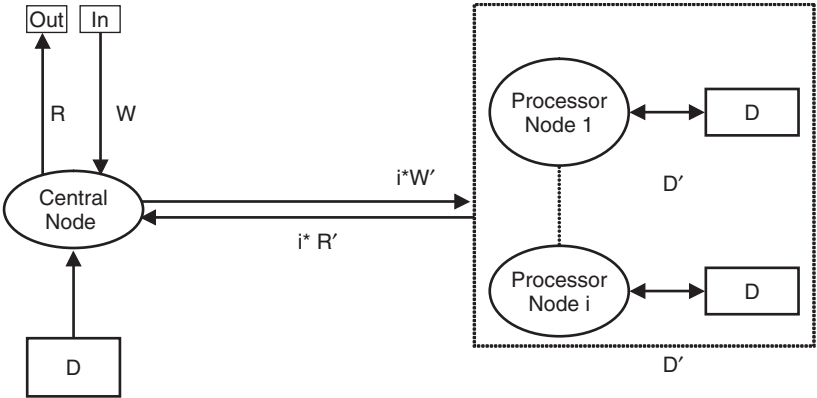 Out
In
R
W
Central
Node
D
i*W′
i* R′
Processor
Node 1
D
D′
Processor
Node i
D
D′